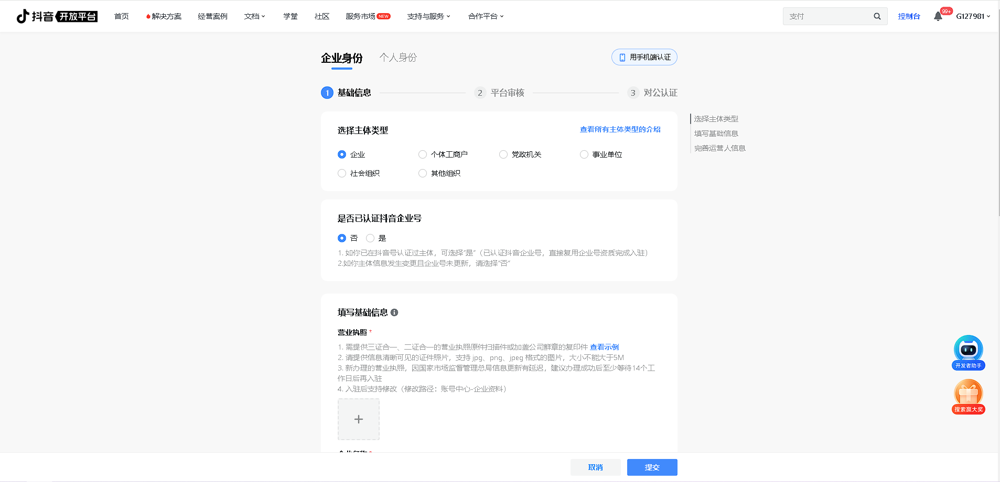 抖音 开放平台
首页
解决方案
经营案例
文档
学堂
社区
服务市场 NEW
支持与服务
合作平台
支付
控制台
99+
G127981
企业身份
个人身份
用手机端认证
1 基础信息
2 平台审核
3 对公认证
选择主体类型
查看所有主体类型的介绍
企业
个体工商户
党政机关
事业单位
社会组织
其他组织
选择主体类型
填写基础信息
完善运营人信息
是否已认证抖音企业号
否
是
1. 如你已在抖音号认证过主体，可选择"是"（已认证抖音企业号，直接复用企业号资质完成入驻）
2.如你主体信息发生变更且企业号未更新，请选择"否"
填写基础信息
营业执照 *
1. 需提供三证合一、二证合一的营业执照原件扫描件或加盖公司鲜章的复印件 查看示例
2. 请提供信息清晰可见的证件照片，支持 jpg、png、jpeg 格式的图片，大小不能大于5M
3. 新办理的营业执照，因国家市场监督管理总局信息更新有延迟，建议办理成功后至少等待14个工
作日后再入驻
4. 入驻后支持修改（修改路径：账号中心-企业资料）
开发者助手
搜索赢大奖
取消
提交